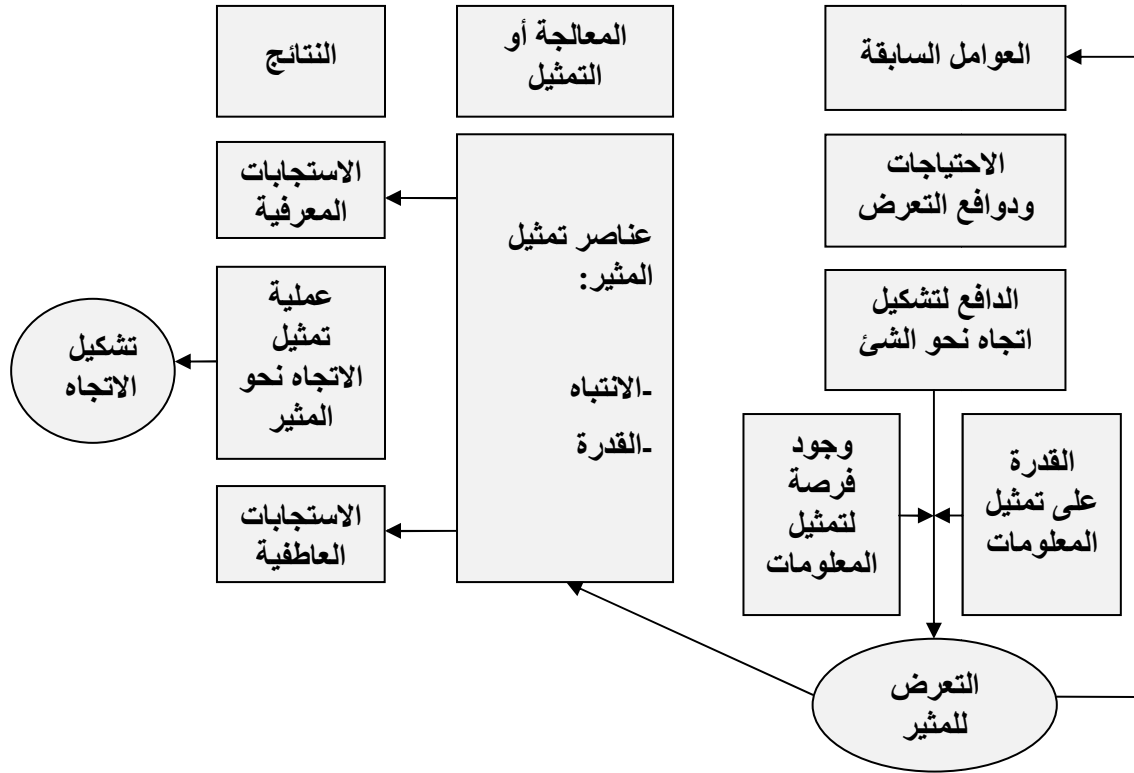 العوامل السابقة
المعالجة أو
التمثيل
النتائج
الاحتياجات
ودوافع التعرض
الدافع لتشكيل
اتجاه نحو الشئ
القدرة
على تمثيل
المعلومات
وجود
فرصة
لتمثيل
المعلومات
التعرض
للمثير
عناصر تمثيل
المثير:
-الانتباه
-القدرة
الاستجابات
المعرفية
عملية
تمثيل
الاتجاه نحو
المثير
الاستجابات
العاطفية
تشكيل
الاتجاه